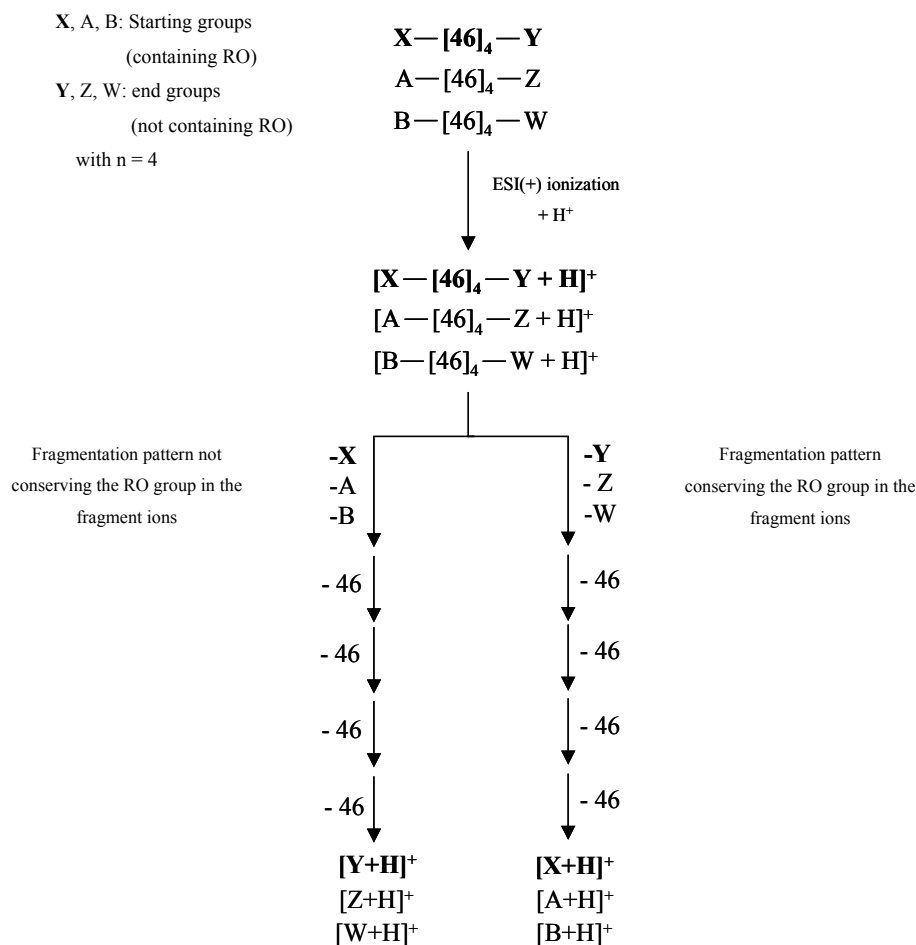 X, A, B: Starting groups
(containing RO)
Y, Z, W: end groups
(not containing RO)
with n = 4
X—[46]₄—Y
A—[46]₄—Z
B—[46]₄—W
ESI(+) ionization
+ H⁺
[X—[46]₄—Y + H]⁺
[A—[46]₄—Z + H]⁺
[B—[46]₄—W + H]⁺
Fragmentation pattern not
conserving the RO group in the
fragment ions
-X
-A
-B
- 46
- 46
- 46
- 46
[Y+H]⁺
[Z+H]⁺
[W+H]⁺
-Y
- Z
-W
- 46
- 46
- 46
- 46
[X+H]⁺
[A+H]⁺
[B+H]⁺
Fragmentation pattern
conserving the RO group in the
fragment ions